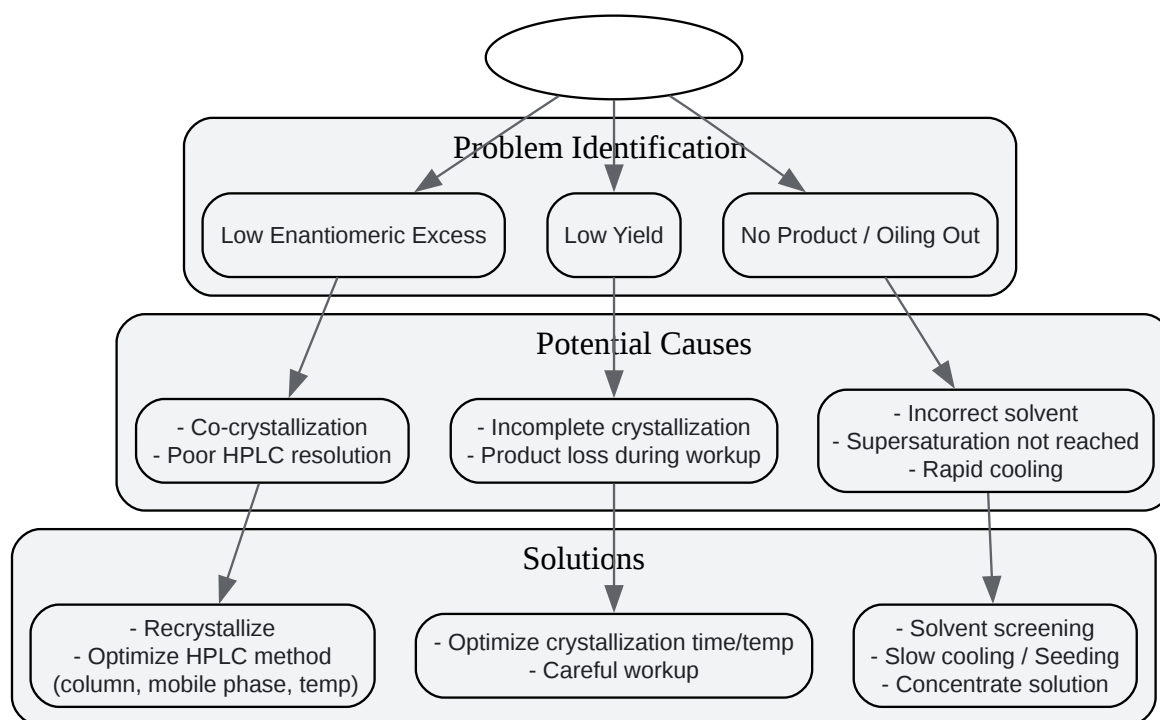 Problem Identification
Low Enantiomeric Excess
Low Yield
No Product / Oiling Out
Potential Causes
- Co-crystallization
- Poor HPLC resolution
- Incomplete crystallization
- Product loss during workup
- Incorrect solvent
- Supersaturation not reached
- Rapid cooling
Solutions
- Recrystallize
- Optimize HPLC method
(column, mobile phase, temp)
- Optimize crystallization time/temp
- Careful workup
- Solvent screening
- Slow cooling / Seeding
- Concentrate solution